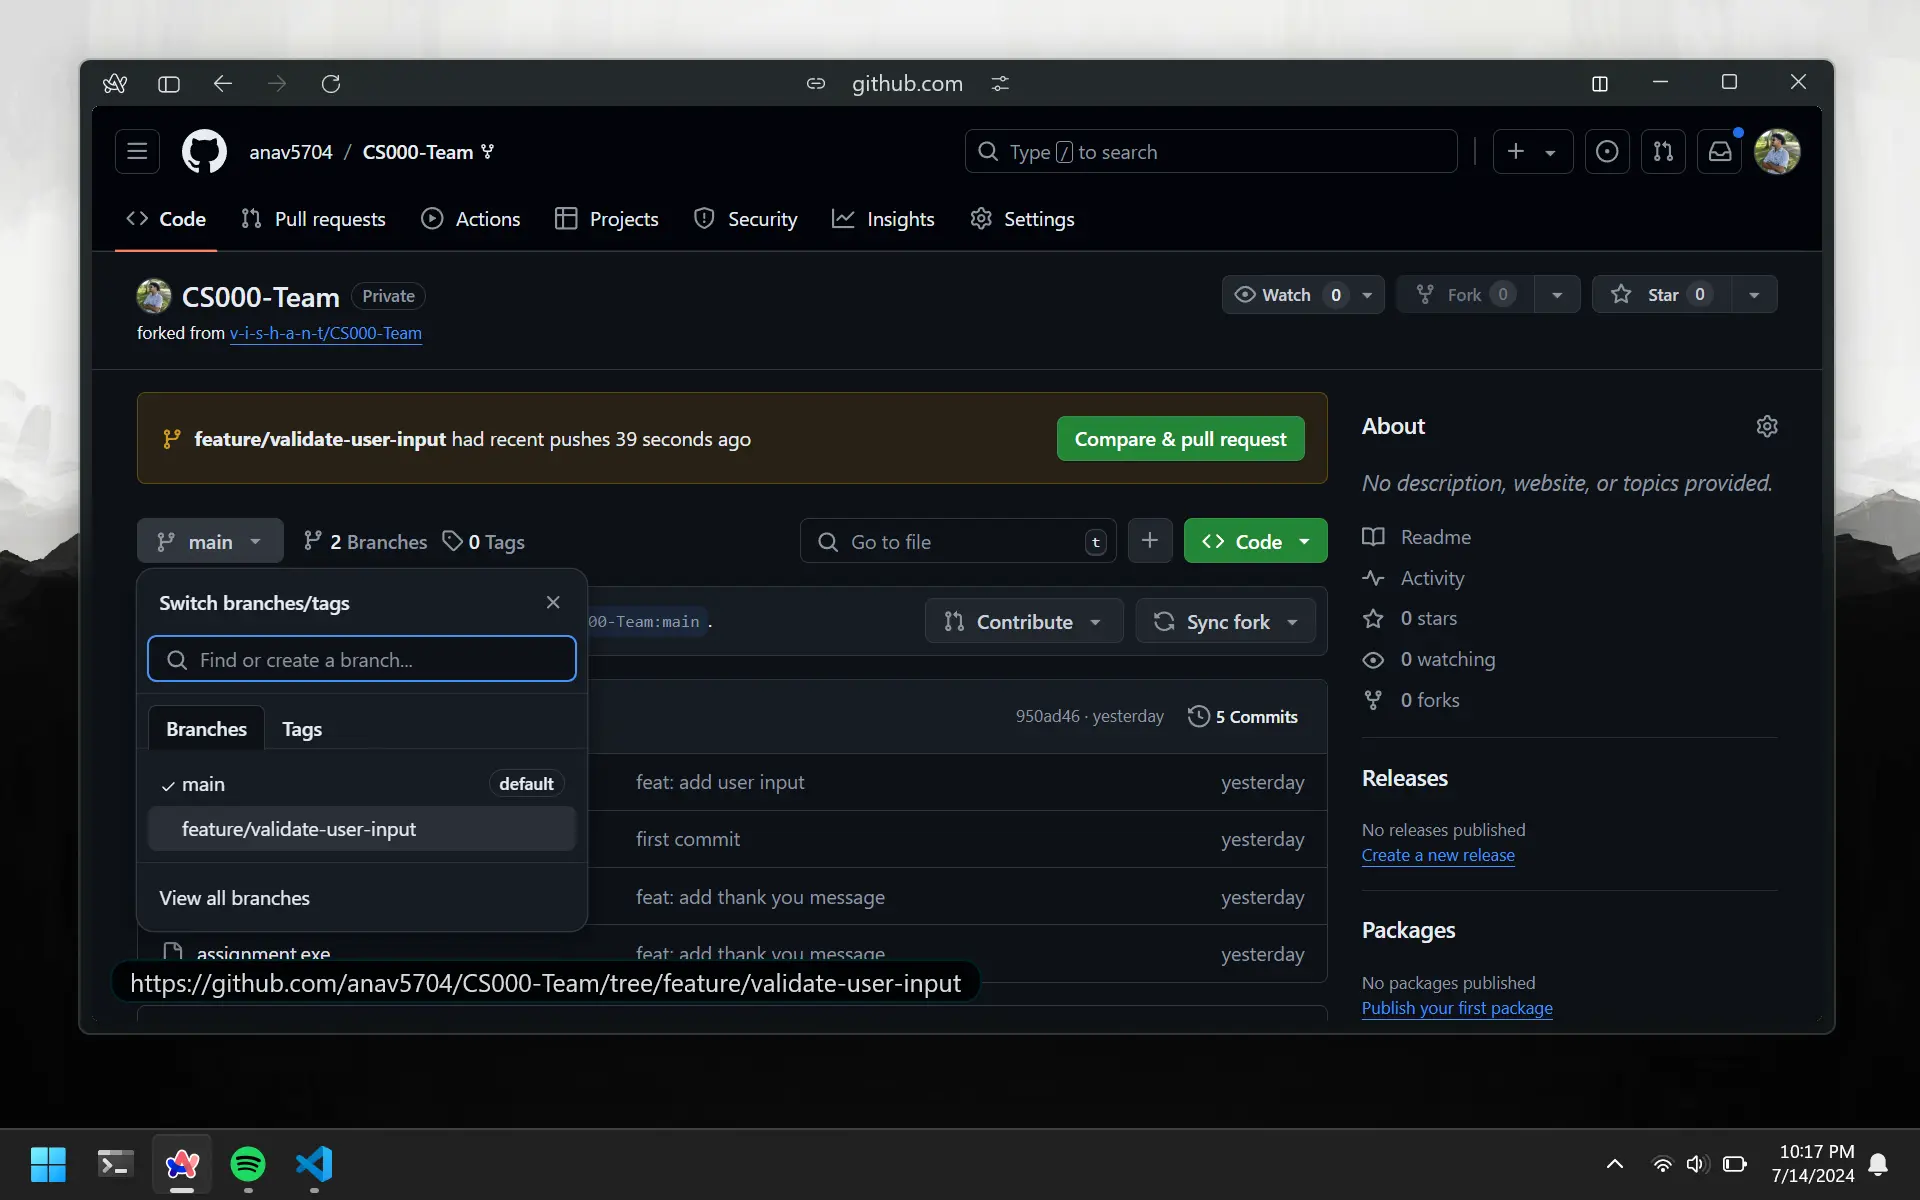 github.com
anav5704 / CS000-Team
Type / to search
Code Pull requests Actions Projects Security Insights Settings
CS000-Team Private
Watch 0 Fork 0 Star 0
forked from v-i-s-h-a-n-t/CS000-Team
feature/validate-user-input had recent pushes 39 seconds ago
Compare & pull request
main 2 Branches 0 Tags
Go to file t
Code
Switch branches/tags
Find or create a branch...
Branches Tags
main default
feature/validate-user-input
View all branches
00-Team:main .
Contribute Sync fork
950ad46 · yesterday 5 Commits
feat: add user input yesterday
first commit yesterday
feat: add thank you message yesterday
assignment.exe feat: add thank you message yesterday
https://github.com/anav5704/CS000-Team/tree/feature/validate-user-input
About
No description, website, or topics provided.
Readme
Activity
0 stars
0 watching
0 forks
Releases
No releases published
Create a new release
Packages
No packages published
Publish your first package
10:17 PM
7/14/2024